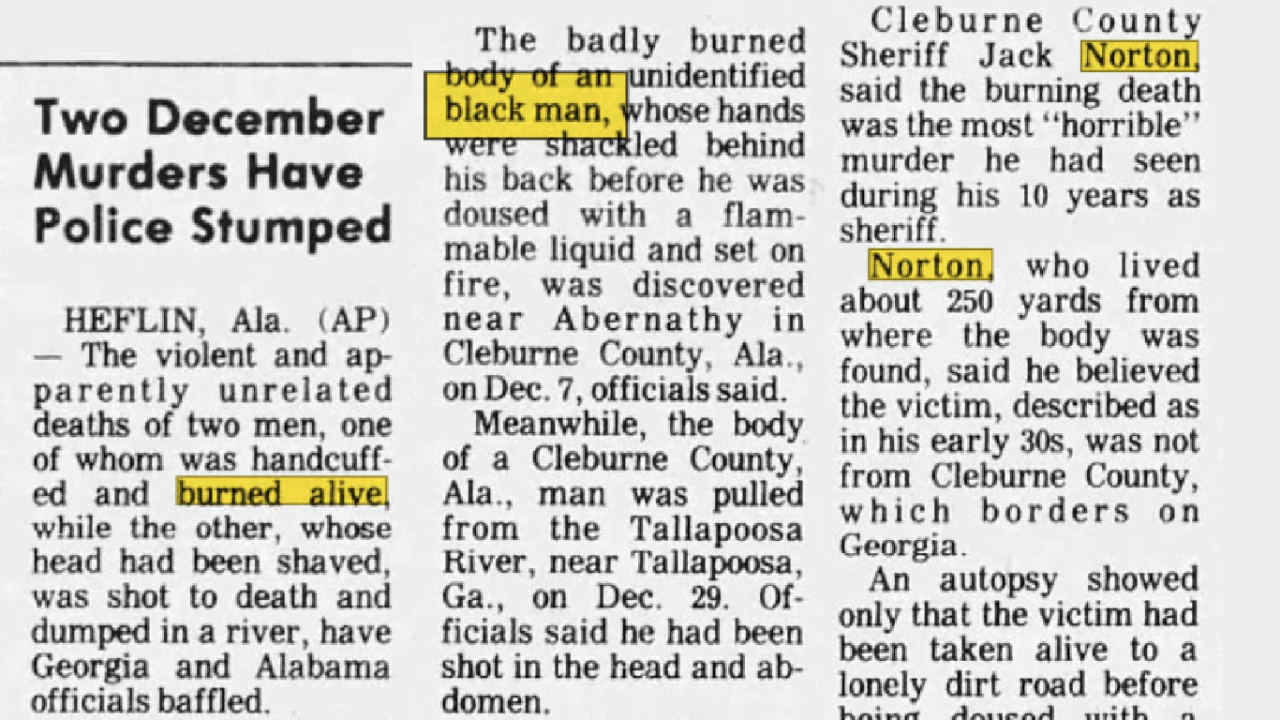 Two December
Murders Have
Police Stumped
HEFLIN, Ala. (AP)
— The violent and ap-
parently unrelated
deaths of two men, one
of whom was handcuff-
ed and burned alive,
while the other, whose
head had been shaved,
was shot to death and
dumped in a river, have
Georgia and Alabama
officials baffled.
The badly burned
body of an unidentified
black man, whose hands
were shackled behind
his back before he was
doused with a flam-
mable liquid and set on
fire, was discovered
near Abernathy in
Cleburne County, Ala.,
on Dec. 7, officials said.
Meanwhile, the body
of a Cleburne County,
Ala., man was pulled
from the Tallapoosa
River, near Tallapoosa,
Ga., on Dec. 29. Of-
ficials said he had been
shot in the head and ab-
domen.
Cleburne County
Sheriff Jack Norton,
said the burning death
was the most “horrible”
murder he had seen
during his 10 years as
sheriff.
Norton, who lived
about 250 yards from
where the body was
found, said he believed
the victim, described as
in his early 30s, was not
from Cleburne County,
which borders on
Georgia.
An autopsy showed
only that the victim had
been taken alive to a
lonely dirt road before
being doused with a